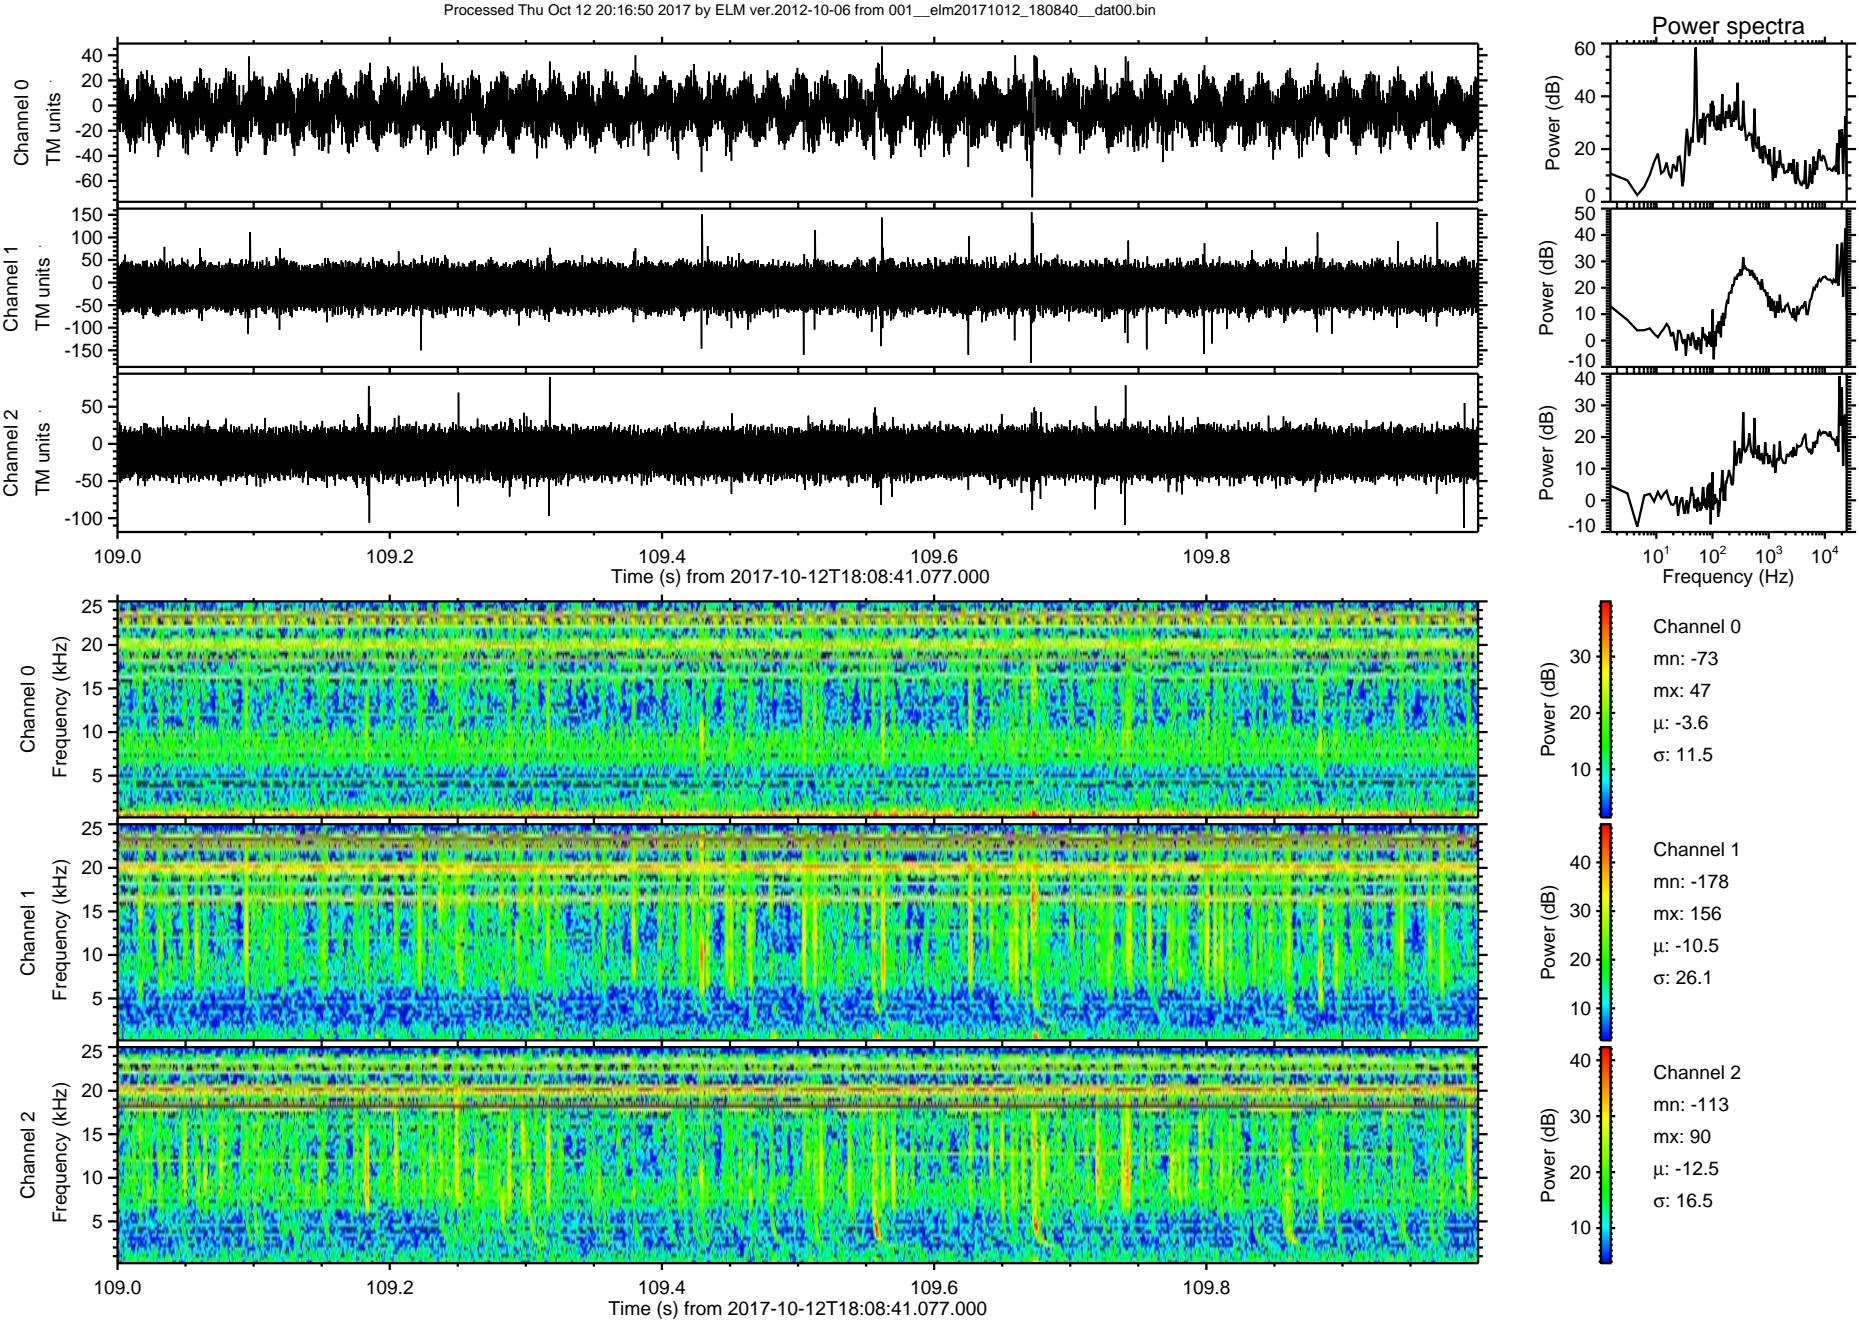 Processed Thu Oct 12 20:16:50 2017 by ELM ver.2012-10-06 from 001__elm20171012_180840__dat00.bin
Power spectra
Channel 0
TM units
40
20
0
-20
-40
-60
Power (dB)
60
40
20
0
Channel 1
TM units
150
100
50
0
-50
-100
-150
Power (dB)
50
40
30
20
10
0
-10
Channel 2
TM units
50
0
-50
-100
Power (dB)
40
30
20
10
0
-10
109.0 109.2 109.4 109.6 109.8
Time (s) from 2017-10-12T18:08:41.077.000
10¹ 10² 10³ 10⁴
Frequency (Hz)
Channel 0
Frequency (kHz)
25
20
15
10
5
Power (dB)
30
20
10
Channel 0
mn: -73
mx: 47
μ: -3.6
σ: 11.5
Channel 1
Frequency (kHz)
25
20
15
10
5
Power (dB)
40
30
20
10
Channel 1
mn: -178
mx: 156
μ: -10.5
σ: 26.1
Channel 2
Frequency (kHz)
25
20
15
10
5
Power (dB)
40
30
20
10
Channel 2
mn: -113
mx: 90
μ: -12.5
σ: 16.5
109.0 109.2 109.4 109.6 109.8
Time (s) from 2017-10-12T18:08:41.077.000